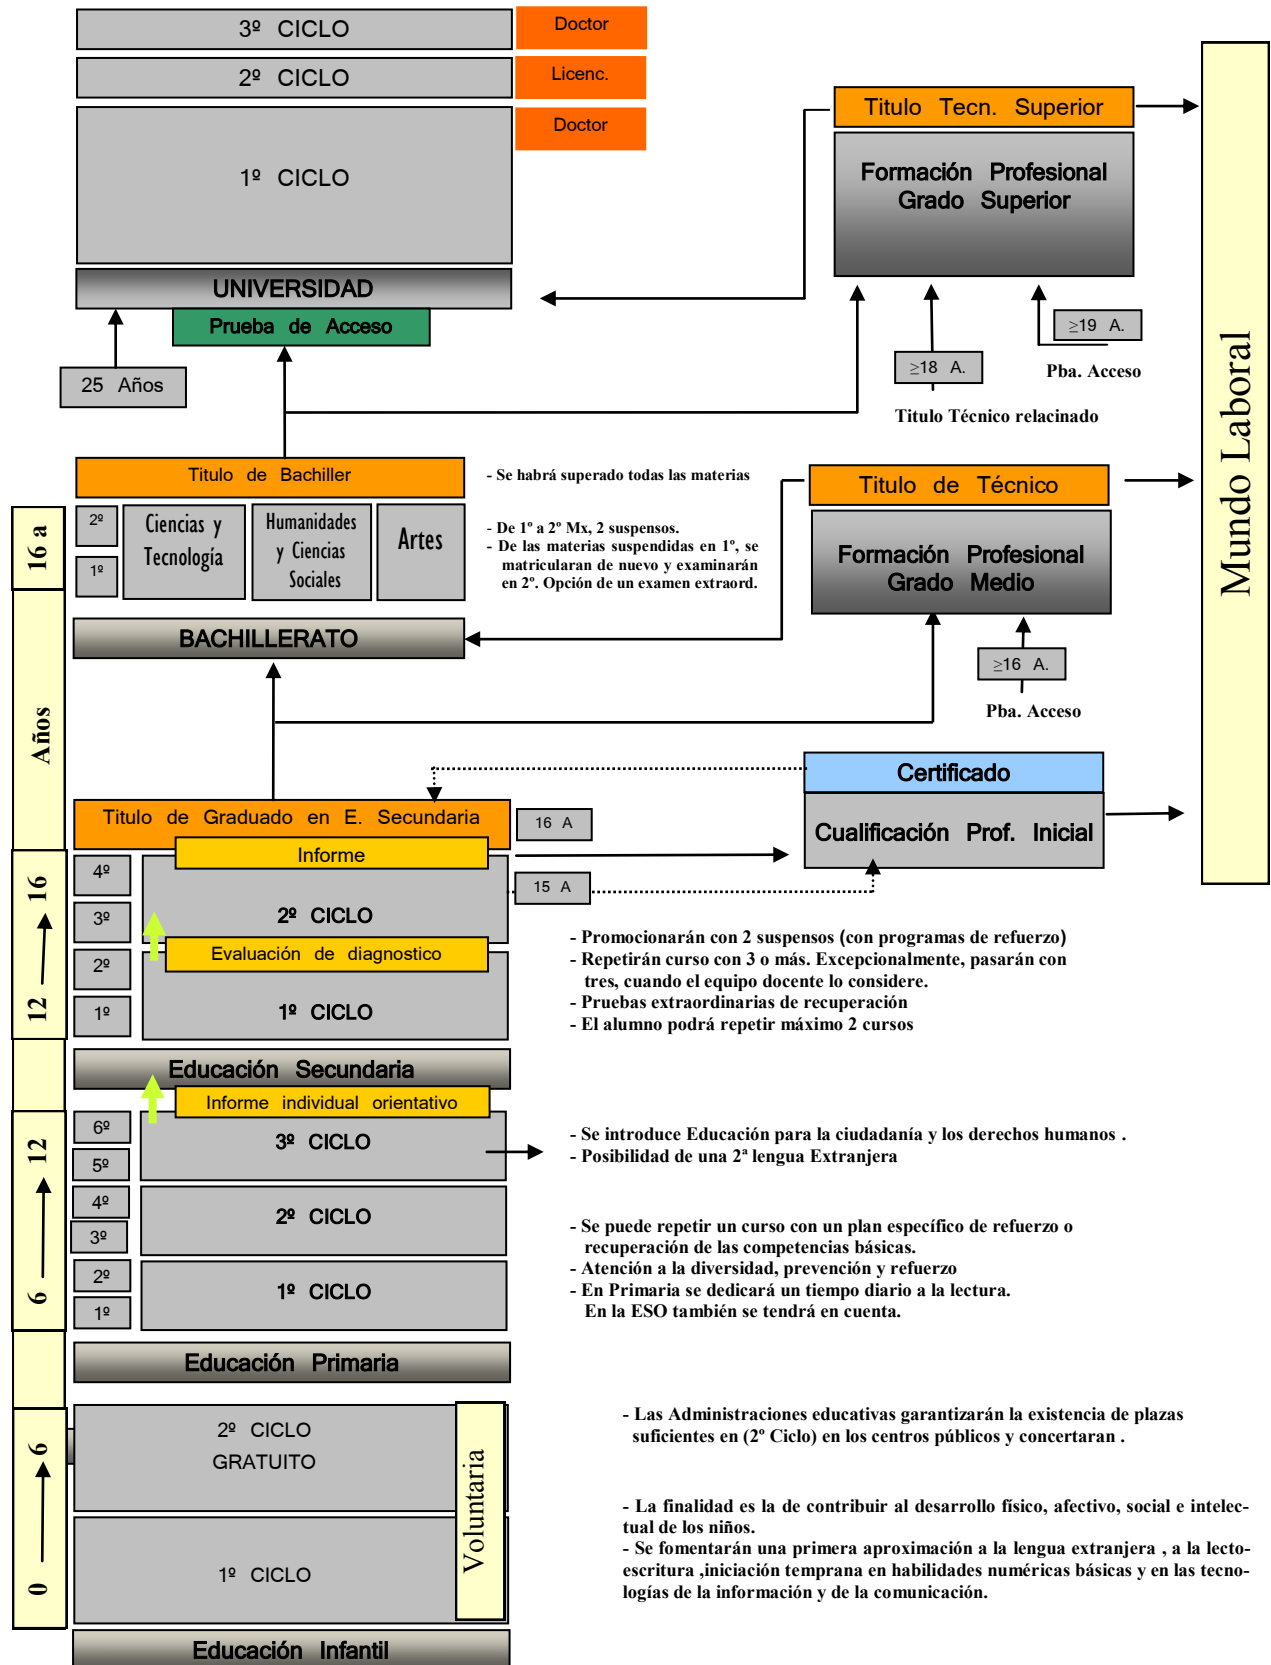 3º CICLO
Doctor
2º CICLO
Licenc.
1º CICLO
Doctor
UNIVERSIDAD
Prueba de Acceso
25 Años
Titulo Tecn. Superior
Formación Profesional
Grado Superior
≥19 A.
≥18 A.
Pba. Acceso
Titulo Técnico relacinado
Mundo Laboral
Titulo de Bachiller
- Se habrá superado todas las materias
Titulo de Técnico
16 a
2º
1º
Ciencias y
Tecnología
Humanidades
y Ciencias
Sociales
Artes
- De 1º a 2º Mx, 2 suspensos.
- De las materias suspendidas en 1º, se
matricularan de nuevo y examinarán
en 2º. Opción de un examen extraord.
Formación Profesional
Grado Medio
BACHILLERATO
≥16 A.
Pba. Acceso
Años
Certificado
Cualificación Prof. Inicial
Titulo de Graduado en E. Secundaria
16 A
Informe
15 A
12
16
4º
3º
2º CICLO
Evaluación de diagnostico
2º
1º
1º CICLO
- Promocionarán con 2 suspensos (con programas de refuerzo)
- Repetirán curso con 3 o más. Excepcionalmente, pasarán con
tres, cuando el equipo docente lo considere.
- Pruebas extraordinarias de recuperación
- El alumno podrá repetir máximo 2 cursos
Educación Secundaria
Informe individual orientativo
6
12
6º
5º
3º CICLO
- Se introduce Educación para la ciudadanía y los derechos humanos .
- Posibilidad de una 2ª lengua Extranjera
4º
3º
2º CICLO
- Se puede repetir un curso con un plan específico de refuerzo o
recuperación de las competencias básicas.
- Atención a la diversidad, prevención y refuerzo
- En Primaria se dedicará un tiempo diario a la lectura.
En la ESO también se tendrá en cuenta.
2º
1º
1º CICLO
Educación Primaria
0
6
2º CICLO
GRATUITO
Voluntaria
- Las Administraciones educativas garantizarán la existencia de plazas
suficientes en (2º Ciclo) en los centros públicos y concertaran .
1º CICLO
- La finalidad es la de contribuir al desarrollo físico, afectivo, social e intelec-
tual de los niños.
- Se fomentarán una primera aproximación a la lengua extranjera , a la lecto-
escritura ,iniciación temprana en habilidades numéricas básicas y en las tecno-
logías de la información y de la comunicación.
Educación Infantil